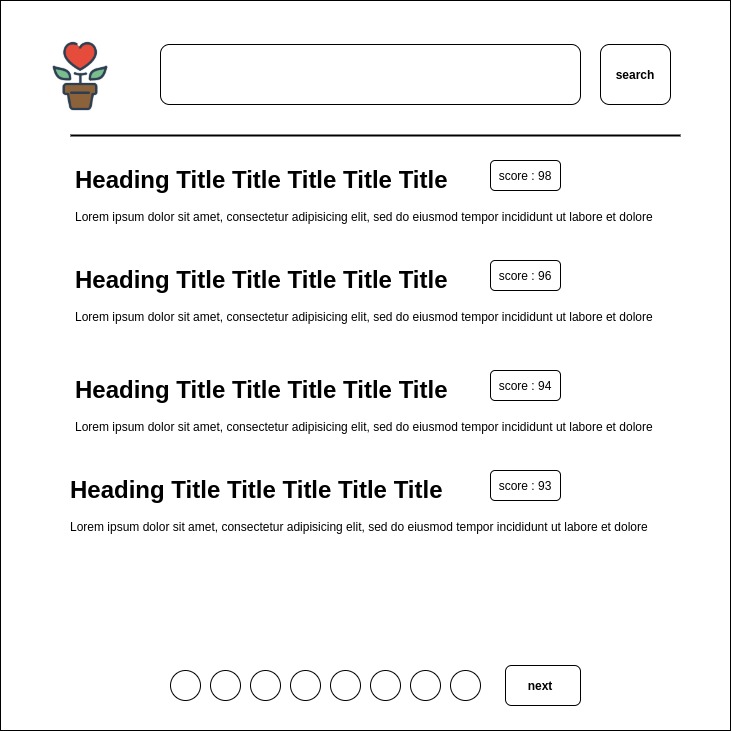 search
Heading Title Title Title Title Title
score : 98
Lorem ipsum dolor sit amet, consectetur adipisicing elit, sed do eiusmod tempor incididunt ut labore et dolore
Heading Title Title Title Title Title
score : 96
Lorem ipsum dolor sit amet, consectetur adipisicing elit, sed do eiusmod tempor incididunt ut labore et dolore
Heading Title Title Title Title Title
score : 94
Lorem ipsum dolor sit amet, consectetur adipisicing elit, sed do eiusmod tempor incididunt ut labore et dolore
Heading Title Title Title Title Title
score : 93
Lorem ipsum dolor sit amet, consectetur adipisicing elit, sed do eiusmod tempor incididunt ut labore et dolore
next